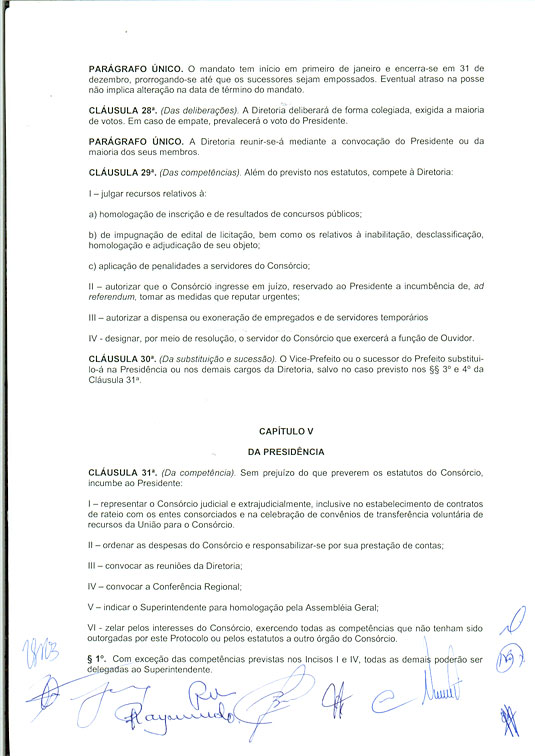 PARÁGRAFO ÚNICO. O mandato tem início em primeiro de janeiro e encerra-se em 31 de
dezembro, prorrogando-se até que os sucessores sejam empossados. Eventual atraso na posse
não implica alteração na data de término do mandato.
CLÁUSULA 28ª. (Das deliberações). A Diretoria deliberará de forma colegiada, exigida a maioria
de votos. Em caso de empate, prevalecerá o voto do Presidente.
PARÁGRAFO ÚNICO. A Diretoria reunir-se-á mediante a convocação do Presidente ou da
maioria dos seus membros.
CLÁUSULA 29ª. (Das competências). Além do previsto nos estatutos, compete à Diretoria:
I – julgar recursos relativos à:
a) homologação de inscrição e de resultados de concursos públicos;
b) de impugnação de edital de licitação, bem como os relativos à inabilitação, desclassificação,
homologação e adjudicação de seu objeto;
c) aplicação de penalidades a servidores do Consórcio;
II – autorizar que o Consórcio ingresse em juízo, reservado ao Presidente a incumbência de, ad
referendum, tomar as medidas que reputar urgentes;
III – autorizar a dispensa ou exoneração de empregados e de servidores temporários
IV - designar, por meio de resolução, o servidor do Consórcio que exercerá a função de Ouvidor.
CLÁUSULA 30ª. (Da substituição e sucessão). O Vice-Prefeito ou o sucessor do Prefeito substitui-
lo-á na Presidência ou nos demais cargos da Diretoria, salvo no caso previsto nos §§ 3º e 4º da
Cláusula 31ª.
CAPÍTULO V
DA PRESIDÊNCIA
CLÁUSULA 31ª. (Da competência). Sem prejuízo do que preverem os estatutos do Consórcio,
incumbe ao Presidente:
I – representar o Consórcio judicial e extrajudicialmente, inclusive no estabelecimento de contratos
de rateio com os entes consorciados e na celebração de convênios de transferência voluntária de
recursos da União para o Consórcio.
II – ordenar as despesas do Consórcio e responsabilizar-se por sua prestação de contas;
III – convocar as reuniões da Diretoria;
IV – convocar a Conferência Regional;
V – indicar o Superintendente para homologação pela Assembléia Geral;
VI - zelar pelos interesses do Consórcio, exercendo todas as competências que não tenham sido
outorgadas por este Protocolo ou pelos estatutos a outro órgão do Consórcio.
§ 1º. Com exceção das competências previstas nos Incisos I e IV, todas as demais poderão ser
delegadas ao Superintendente.
Raymundo